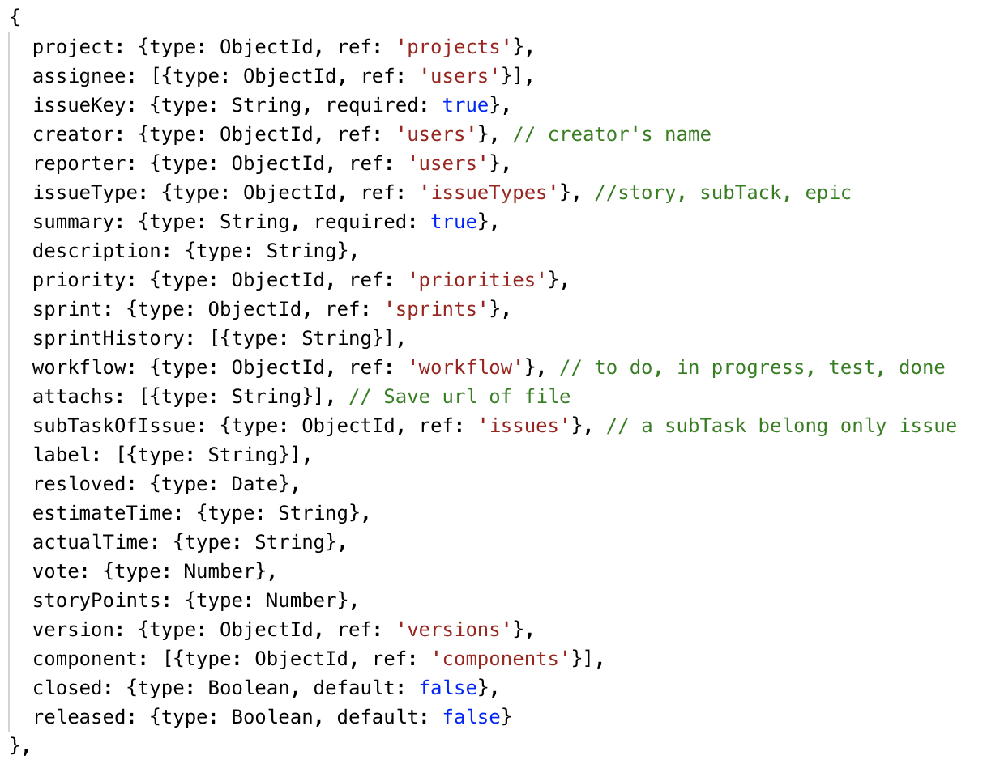 {
project: {type: ObjectId, ref: 'projects'},
assignee: [{type: ObjectId, ref: 'users'}],
issueKey: {type: String, required: true},
creator: {type: ObjectId, ref: 'users'}, // creator's name
reporter: {type: ObjectId, ref: 'users'},
issueType: {type: ObjectId, ref: 'issueTypes'}, //story, subTack, epic
summary: {type: String, required: true},
description: {type: String},
priority: {type: ObjectId, ref: 'priorities'},
sprint: {type: ObjectId, ref: 'sprints'},
sprintHistory: [{type: String}],
workflow: {type: ObjectId, ref: 'workflow'}, // to do, in progress, test, done
attachs: [{type: String}], // Save url of file
subTaskOfIssue: {type: ObjectId, ref: 'issues'}, // a subTask belong only issue
label: [{type: String}],
resloved: {type: Date},
estimateTime: {type: String},
actualTime: {type: String},
vote: {type: Number},
storyPoints: {type: Number},
version: {type: ObjectId, ref: 'versions'},
component: [{type: ObjectId, ref: 'components'}],
closed: {type: Boolean, default: false},
released: {type: Boolean, default: false}
},